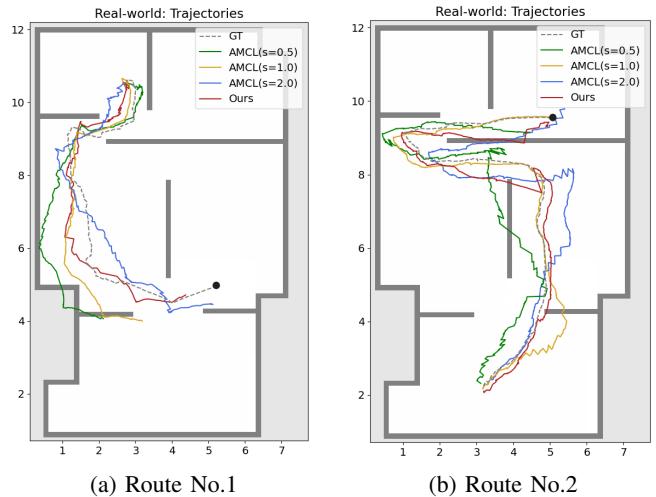 Real-world: Trajectories
GT
AMCL(s=0.5)
AMCL(s=1.0)
AMCL(s=2.0)
Ours
12
10
8
6
4
2
1 2 3 4 5 6 7
(a) Route No.1
Real-world: Trajectories
GT
AMCL(s=0.5)
AMCL(s=1.0)
AMCL(s=2.0)
Ours
12
10
8
6
4
2
1 2 3 4 5 6 7
(b) Route No.2